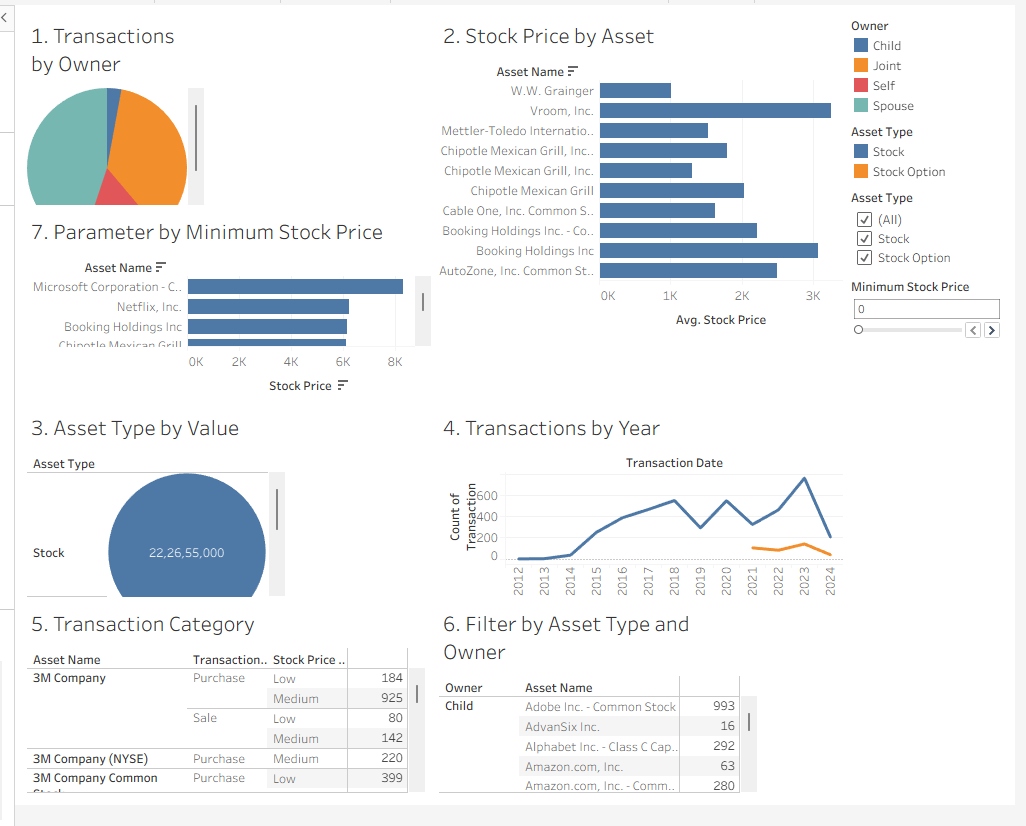 1. Transactions
by Owner
2. Stock Price by Asset
Asset Name
W.W. Grainger
Vroom, Inc.
Mettler-Toledo Internatio..
Chipotle Mexican Grill, Inc..
Chipotle Mexican Grill, Inc.
Chipotle Mexican Grill
Cable One, Inc. Common S..
Booking Holdings Inc. - Co..
Booking Holdings Inc
AutoZone, Inc. Common St..
0K 1K 2K 3K
Avg. Stock Price
Owner
Child
Joint
Self
Spouse
Asset Type
Stock
Stock Option
Asset Type
(All)
Stock
Stock Option
Minimum Stock Price
0
7. Parameter by Minimum Stock Price
Asset Name
Microsoft Corporation - C..
Netflix, Inc.
Booking Holdings Inc
Chipotle Mexican Grill
0K 2K 4K 6K 8K
Stock Price
3. Asset Type by Value
Asset Type
Stock
22,26,55,000
4. Transactions by Year
Transaction Date
Count of
Transaction
600
400
200
0
2012 2013 2014 2015 2016 2017 2018 2019 2020 2021 2022 2023 2024
5. Transaction Category
Asset Name Transaction.. Stock Price ..
3M Company Purchase Low 184
Medium 925
Sale Low 80
Medium 142
3M Company (NYSE) Purchase Medium 220
3M Company Common Purchase Low 399
Stock
6. Filter by Asset Type and
Owner
Owner Asset Name
Child Adobe Inc. - Common Stock 993
AdvanSix Inc. 16
Alphabet Inc. - Class C Cap.. 292
Amazon.com, Inc. 63
Amazon.com, Inc. - Comm.. 280